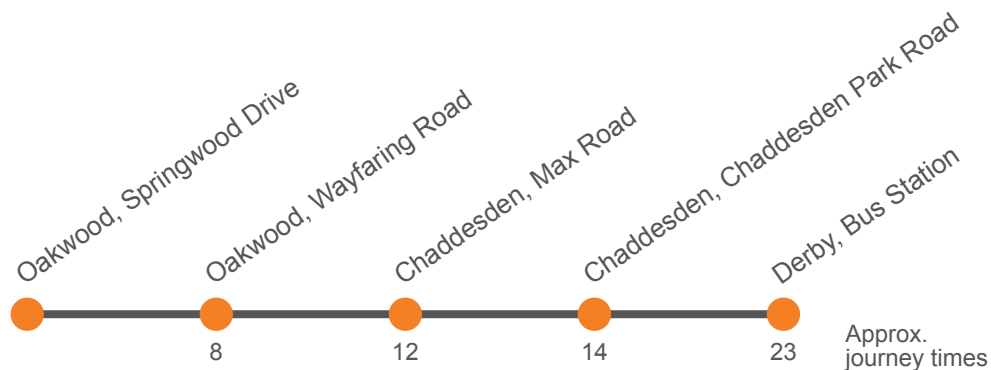 Oakwood, Springwood Drive
Oakwood, Wayfaring Road
Chaddesden, Max Road
Chaddesden, Chaddesden Park Road
Derby, Bus Station
8
12
14
23
Approx.
journey times